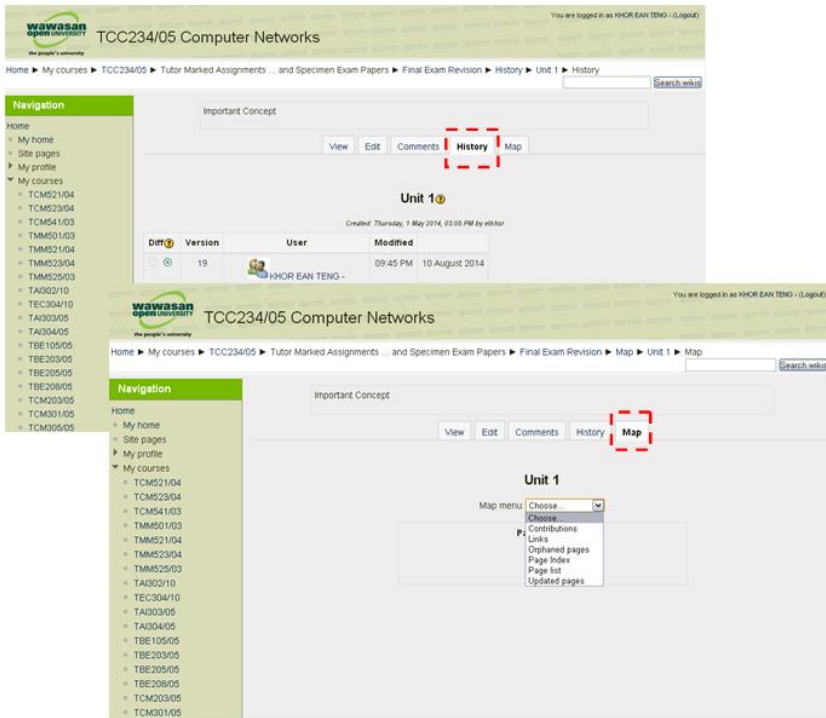 You are logged in as KHOR EAN TENG - (Logout)
wawasan
open UNIVERSITY
the people's university
TCC234/05 Computer Networks
Home ► My courses ► TCC234/05 ► Tutor Marked Assignments ... and Specimen Exam Papers ► Final Exam Revision ► History ► Unit 1 ► History
Search wikis
Navigation
Home
My home
Site pages
My profile
My courses
TCM521/04
TCM523/04
TCM541/03
TMM501/03
TMM521/04
TMM523/04
TMM525/03
TAI302/10
TEC304/10
TAI303/05
TAI304/05
TBE105/05
TBE203/05
TBE205/05
TBE208/05
TCM203/05
TCM301/05
TCM305/05
Important Concept
View Edit Comments History Map
Unit 1
Created: Thursday, 1 May 2014, 03:08 PM by etkhor
Diff Version User Modified
19 KHOR EAN TENG - 09:45 PM 10 August 2014
You are logged in as KHOR EAN TENG - (Logout)
wawasan
open UNIVERSITY
the people's university
TCC234/05 Computer Networks
Home ► My courses ► TCC234/05 ► Tutor Marked Assignments ... and Specimen Exam Papers ► Final Exam Revision ► Map ► Unit 1 ► Map
Search wikis
Navigation
Home
My home
Site pages
My profile
My courses
TCM521/04
TCM523/04
TCM541/03
TMM501/03
TMM521/04
TMM523/04
TMM525/03
TAI302/10
TEC304/10
TAI303/05
TAI304/05
TBE105/05
TBE203/05
TBE205/05
TBE208/05
TCM203/05
TCM301/05
Important Concept
View Edit Comments History Map
Unit 1
Map menu: Choose...
Choose...
Contributions
Links
Orphaned pages
Page Index
Page list
Updated pages